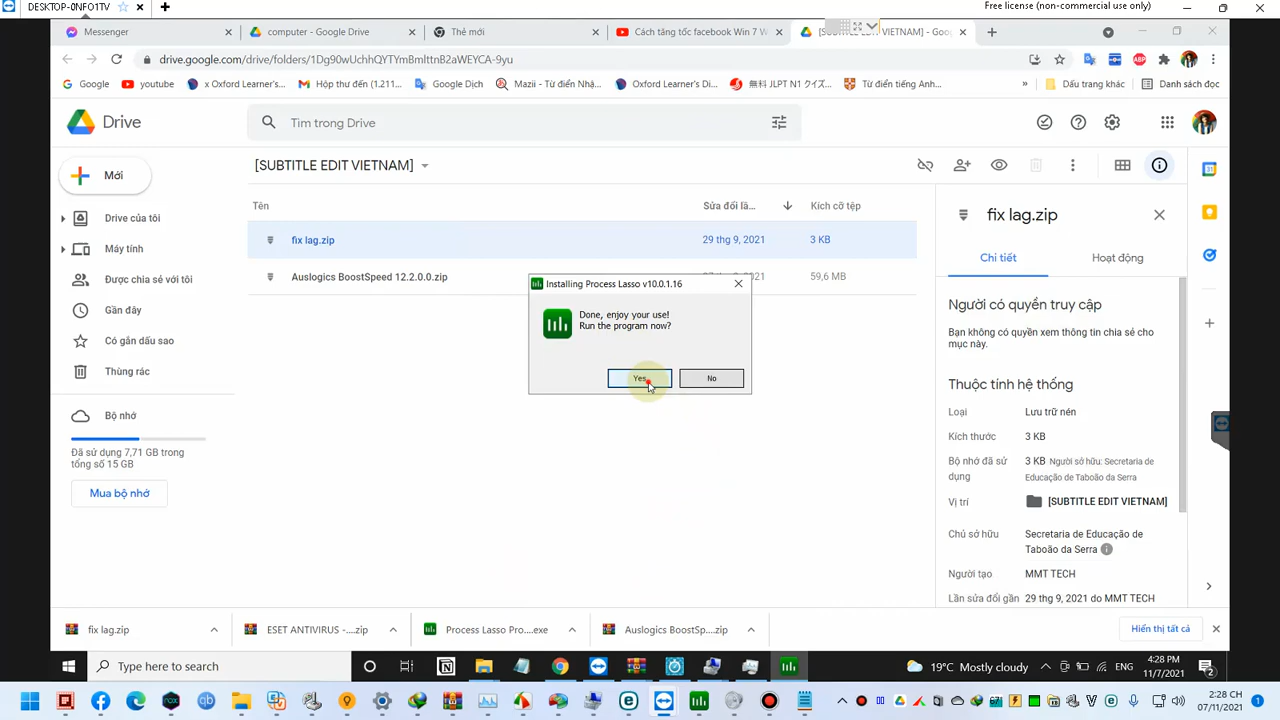 DESKTOP-0NFO1TV
Free license (non-commercial use only)
Messenger
computer - Google Drive
Thẻ mới
Cách tăng tốc facebook Win 7 W
[SUBTITLE EDIT VIETNAM] - Goo
drive.google.com/drive/folders/
Google
youtube
x Oxford Learner's...
Hộp thư đến (1.211...
Google Dịch
Mazii - Từ điển Nhậ...
Oxford Learner's Di...
無料 JLPT N1 クイズ...
Từ điển tiếng Anh...
»
Dấu trang khác
Danh sách đọc
Drive
Tìm trong Drive
Mới
[SUBTITLE EDIT VIETNAM]
Drive của tôi
Máy tính
Được chia sẻ với tôi
Gần đây
Có gắn dấu sao
Thùng rác
Bộ nhớ
Đã sử dụng 7,71 GB trong
tổng số 15 GB
Mua bộ nhớ
Tên
Sửa đổi lầ...
Kích cỡ tệp
fix lag.zip
29 thg 9, 2021
3 KB
Auslogics BoostSpeed 12.2.0.0.zip
2021
59,6 MB
Installing Process Lasso v10.0.1.16
Done, enjoy your use!
Run the program now?
Yes
No
fix lag.zip
Chi tiết
Hoạt động
Người có quyền truy cập
Bạn không có quyền xem thông tin chia sẻ về
mục này.
Thuộc tính hệ thống
Loại
Lưu trữ nén
Kích thước
3 KB
Bộ nhớ đã sử
dụng
3 KB Người sở hữu: Secretaria de
Educação de Taboão da Serra
Vị trí
[SUBTITLE EDIT VIETNAM]
Chủ sở hữu
Secretaria de Educação de
Taboão da Serra
Người tạo
MMT TECH
Lần sửa đổi gần
29 thg 9, 2021 do MMT TECH
fix lag.zip
ESET ANTIVIRUS -....zip
Process Lasso Pro....exe
Auslogics BoostSp....zip
Hiển thị tất cả
Type here to search
19°C Mostly cloudy
ENG
4:28 PM
11/7/2021
2
2:28 CH
07/11/2021
1